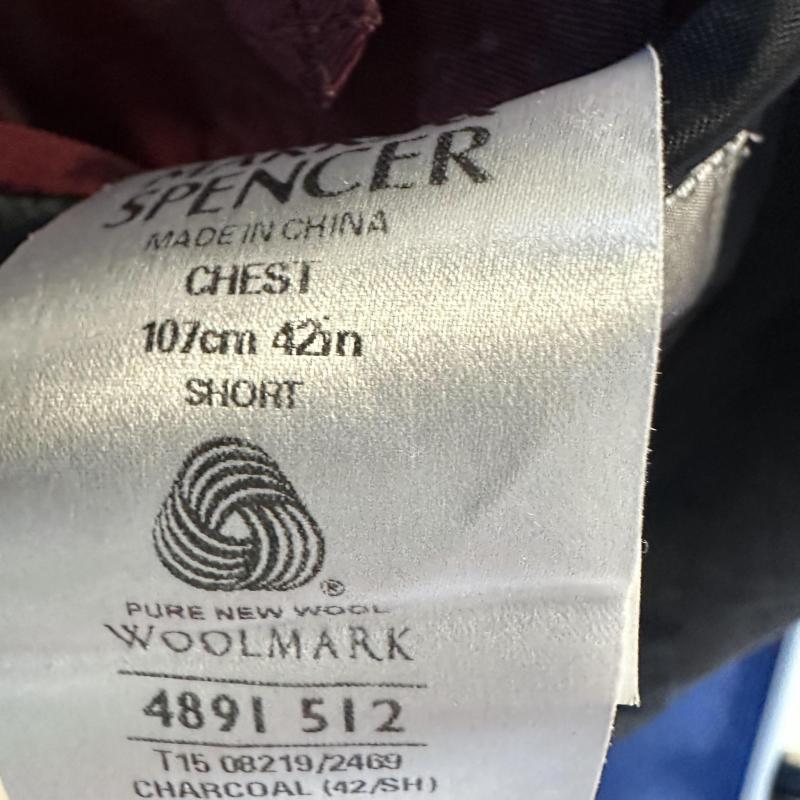 SPENCER
MADE IN CHINA
CHEST
107cm 42in
SHORT
®
PURE NEW WOOL
WOOLMARK
4891 512
T15 08219/2469
CHARCOAL (42/SH)